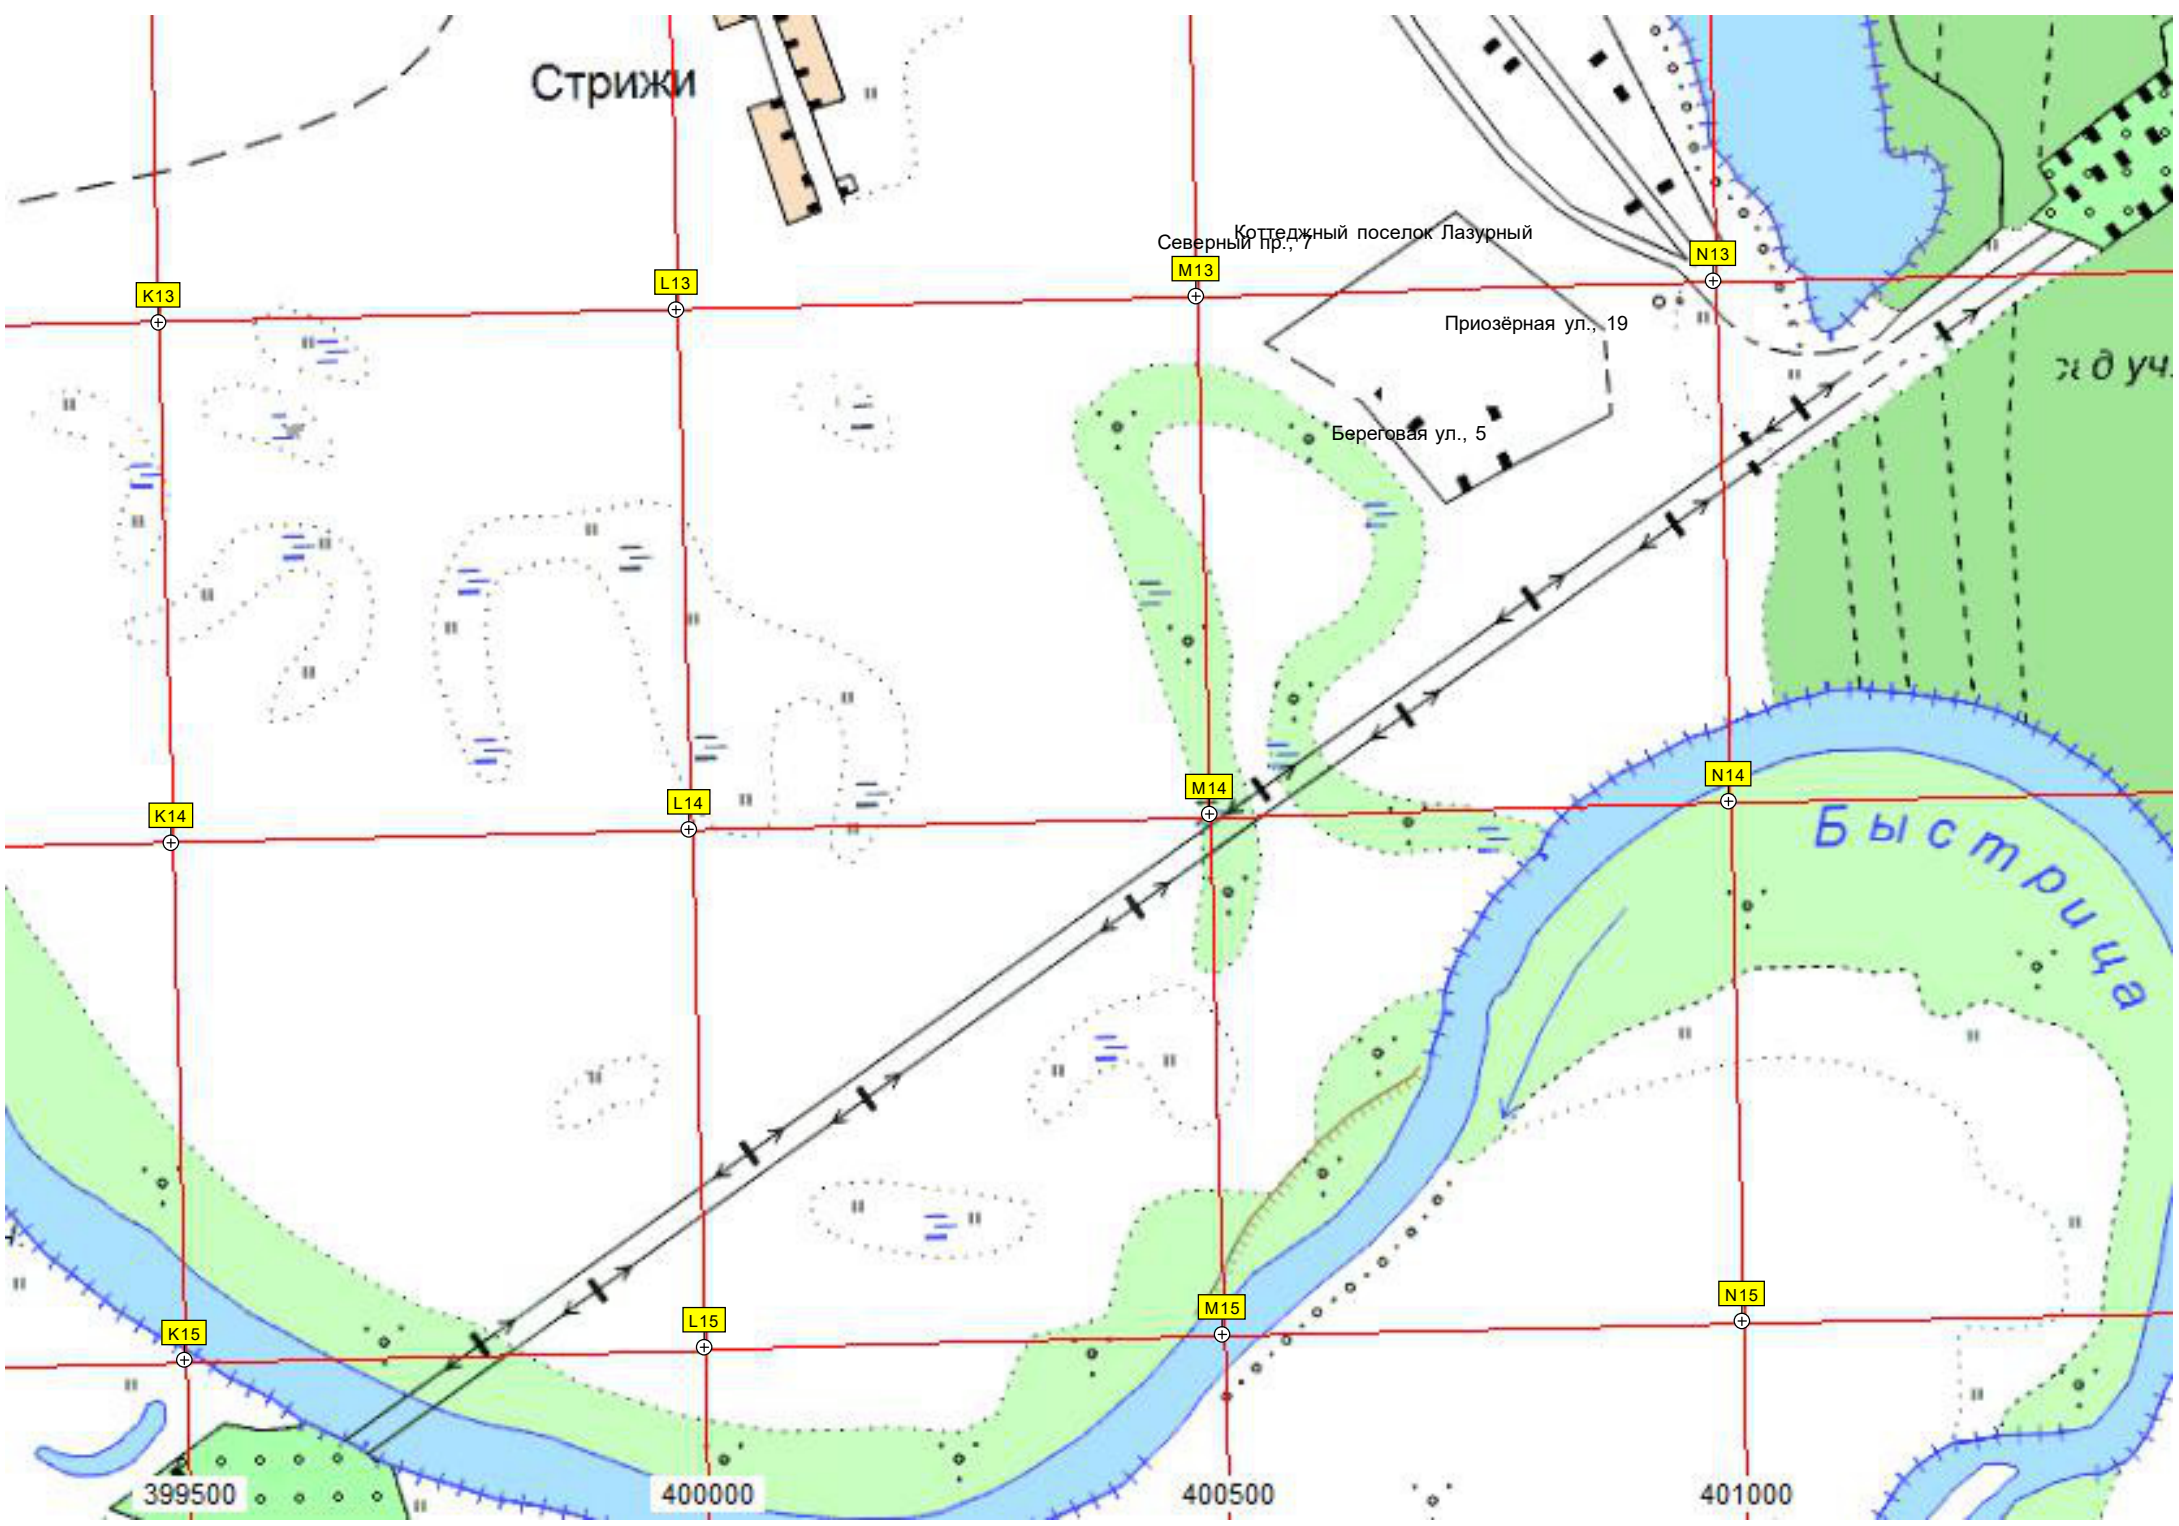 Стрижи
Коттеджный поселок Лазурный
Северный пр., 7
K13
L13
M13
N13
Приозёрная ул., 19
д уч.
Береговая ул., 5
K14
L14
M14
N14
Быстрица
K15
L15
M15
N15
399500
400000
400500
401000